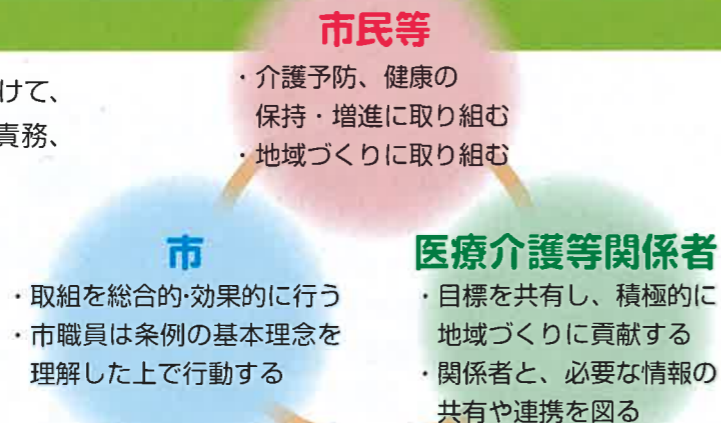 けて、
責務、
市民等
・介護予防、健康の
保持・増進に取り組む
・地域づくりに取り組む
市
・取組を総合的・効果的に行う
・市職員は条例の基本理念を
理解した上で行動する
医療介護等関係者
・目標を共有し、積極的に
地域づくりに貢献する
・関係者と、必要な情報の
共有や連携を図る